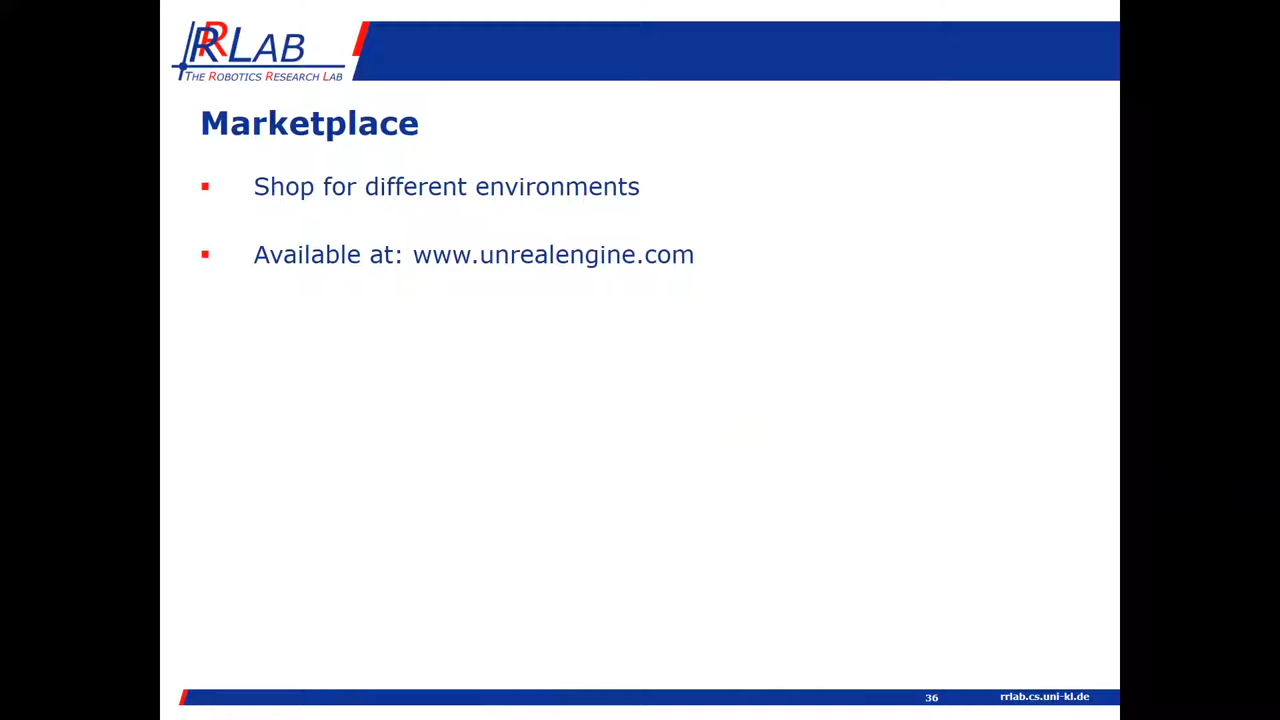 RRLAB
THE ROBOTICS RESEARCH LAB
Marketplace
Shop for different environments
Available at: www.unrealengine.com
36
rrlab.cs.uni-kl.de